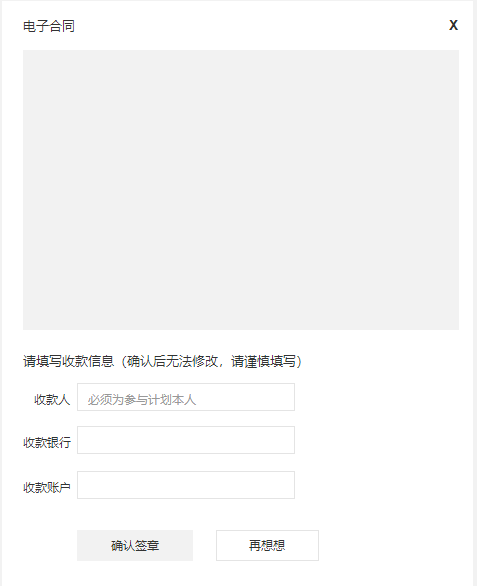 电子合同 X
请填写收款信息（确认后无法修改，请谨慎填写）
收款人 必须为参与计划本人
收款银行
收款账户
确认签章 再想想